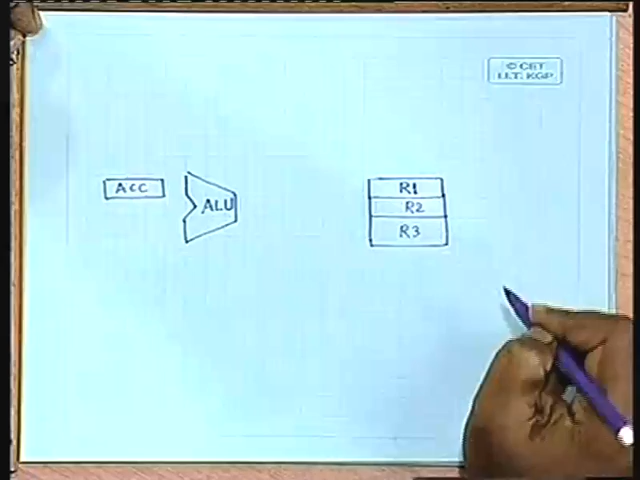 © CET
I.I.T. KGP
ACC
ALU
R1
R2
R3